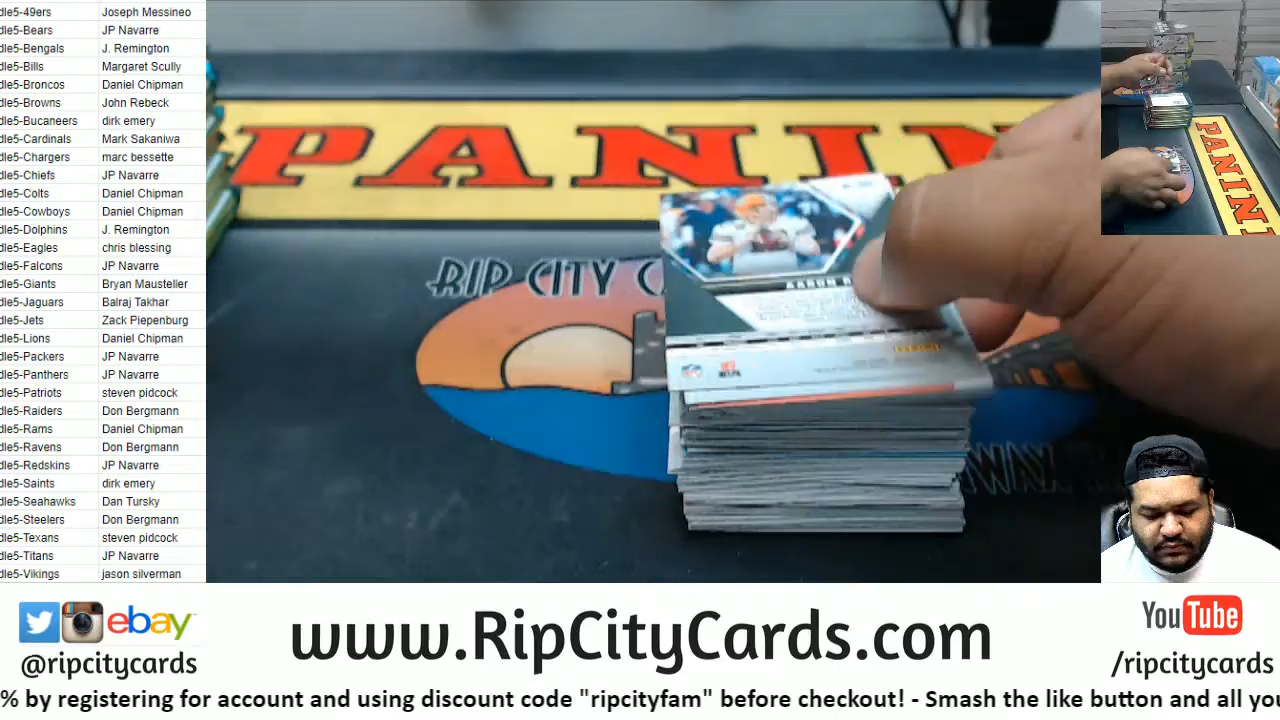 dle5-49ers Joseph Messineo
dle5-Bears JP Navarre
dle5-Bengals J. Remington
dle5-Bills Margaret Scully
dle5-Broncos Daniel Chipman
dle5-Browns John Rebeck
dle5-Bucaneers dirk emery
dle5-Cardinals Mark Sakaniwa
dle5-Chargers marc bessette
dle5-Chiefs JP Navarre
dle5-Colts Daniel Chipman
dle5-Cowboys Daniel Chipman
dle5-Dolphins J. Remington
dle5-Eagles chris blessing
dle5-Falcons JP Navarre
dle5-Giants Bryan Mausteller
dle5-Jaguars Balraj Takhar
dle5-Jets Zack Piepenburg
dle5-Lions Daniel Chipman
dle5-Packers JP Navarre
dle5-Panthers JP Navarre
dle5-Patriots steven pidcock
dle5-Raiders Don Bergmann
dle5-Rams Daniel Chipman
dle5-Ravens Don Bergmann
dle5-Redskins JP Navarre
dle5-Saints dirk emery
dle5-Seahawks Dan Tursky
dle5-Steelers Don Bergmann
dle5-Texans steven pidcock
dle5-Titans JP Navarre
dle5-Vikings jason silverman
PANIN
RIP CITY C
AARON
PANINI
WAX
PANINI
ebay
@ripcitycards
www.RipCityCards.com
YouTube
/ripcitycards
% by registering for account and using discount code "ripcityfam" before checkout! - Smash the like button and all you